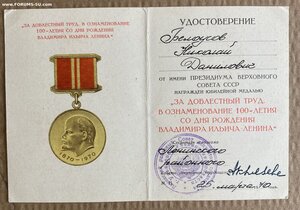 www.FORUMS-SU.com
"ЗА ДОБЛЕСТНЫЙ ТРУД.
В ОЗНАМЕНОВАНИЕ
100-ЛЕТИЯ СО ДНЯ РОЖДЕНИЯ
ВЛАДИМИРА ИЛЬИЧА ЛЕНИНА"
1870-1970
УДОСТОВЕРЕНИЕ
Белоусов
Николай
Данилович
ОТ ИМЕНИ ПРЕЗИДИУМА ВЕРХОВНОГО
СОВЕТА СССР
НАГРАЖДЕН ЮБИЛЕЙНОЙ МЕДАЛЬЮ
"ЗА ДОБЛЕСТНЫЙ ТРУД.
В ОЗНАМЕНОВАНИЕ 100-ЛЕТИЯ
СО ДНЯ РОЖДЕНИЯ
ВЛАДИМИРА ИЛЬИЧА ЛЕНИНА"
Ленинского
районного
25 марта 70